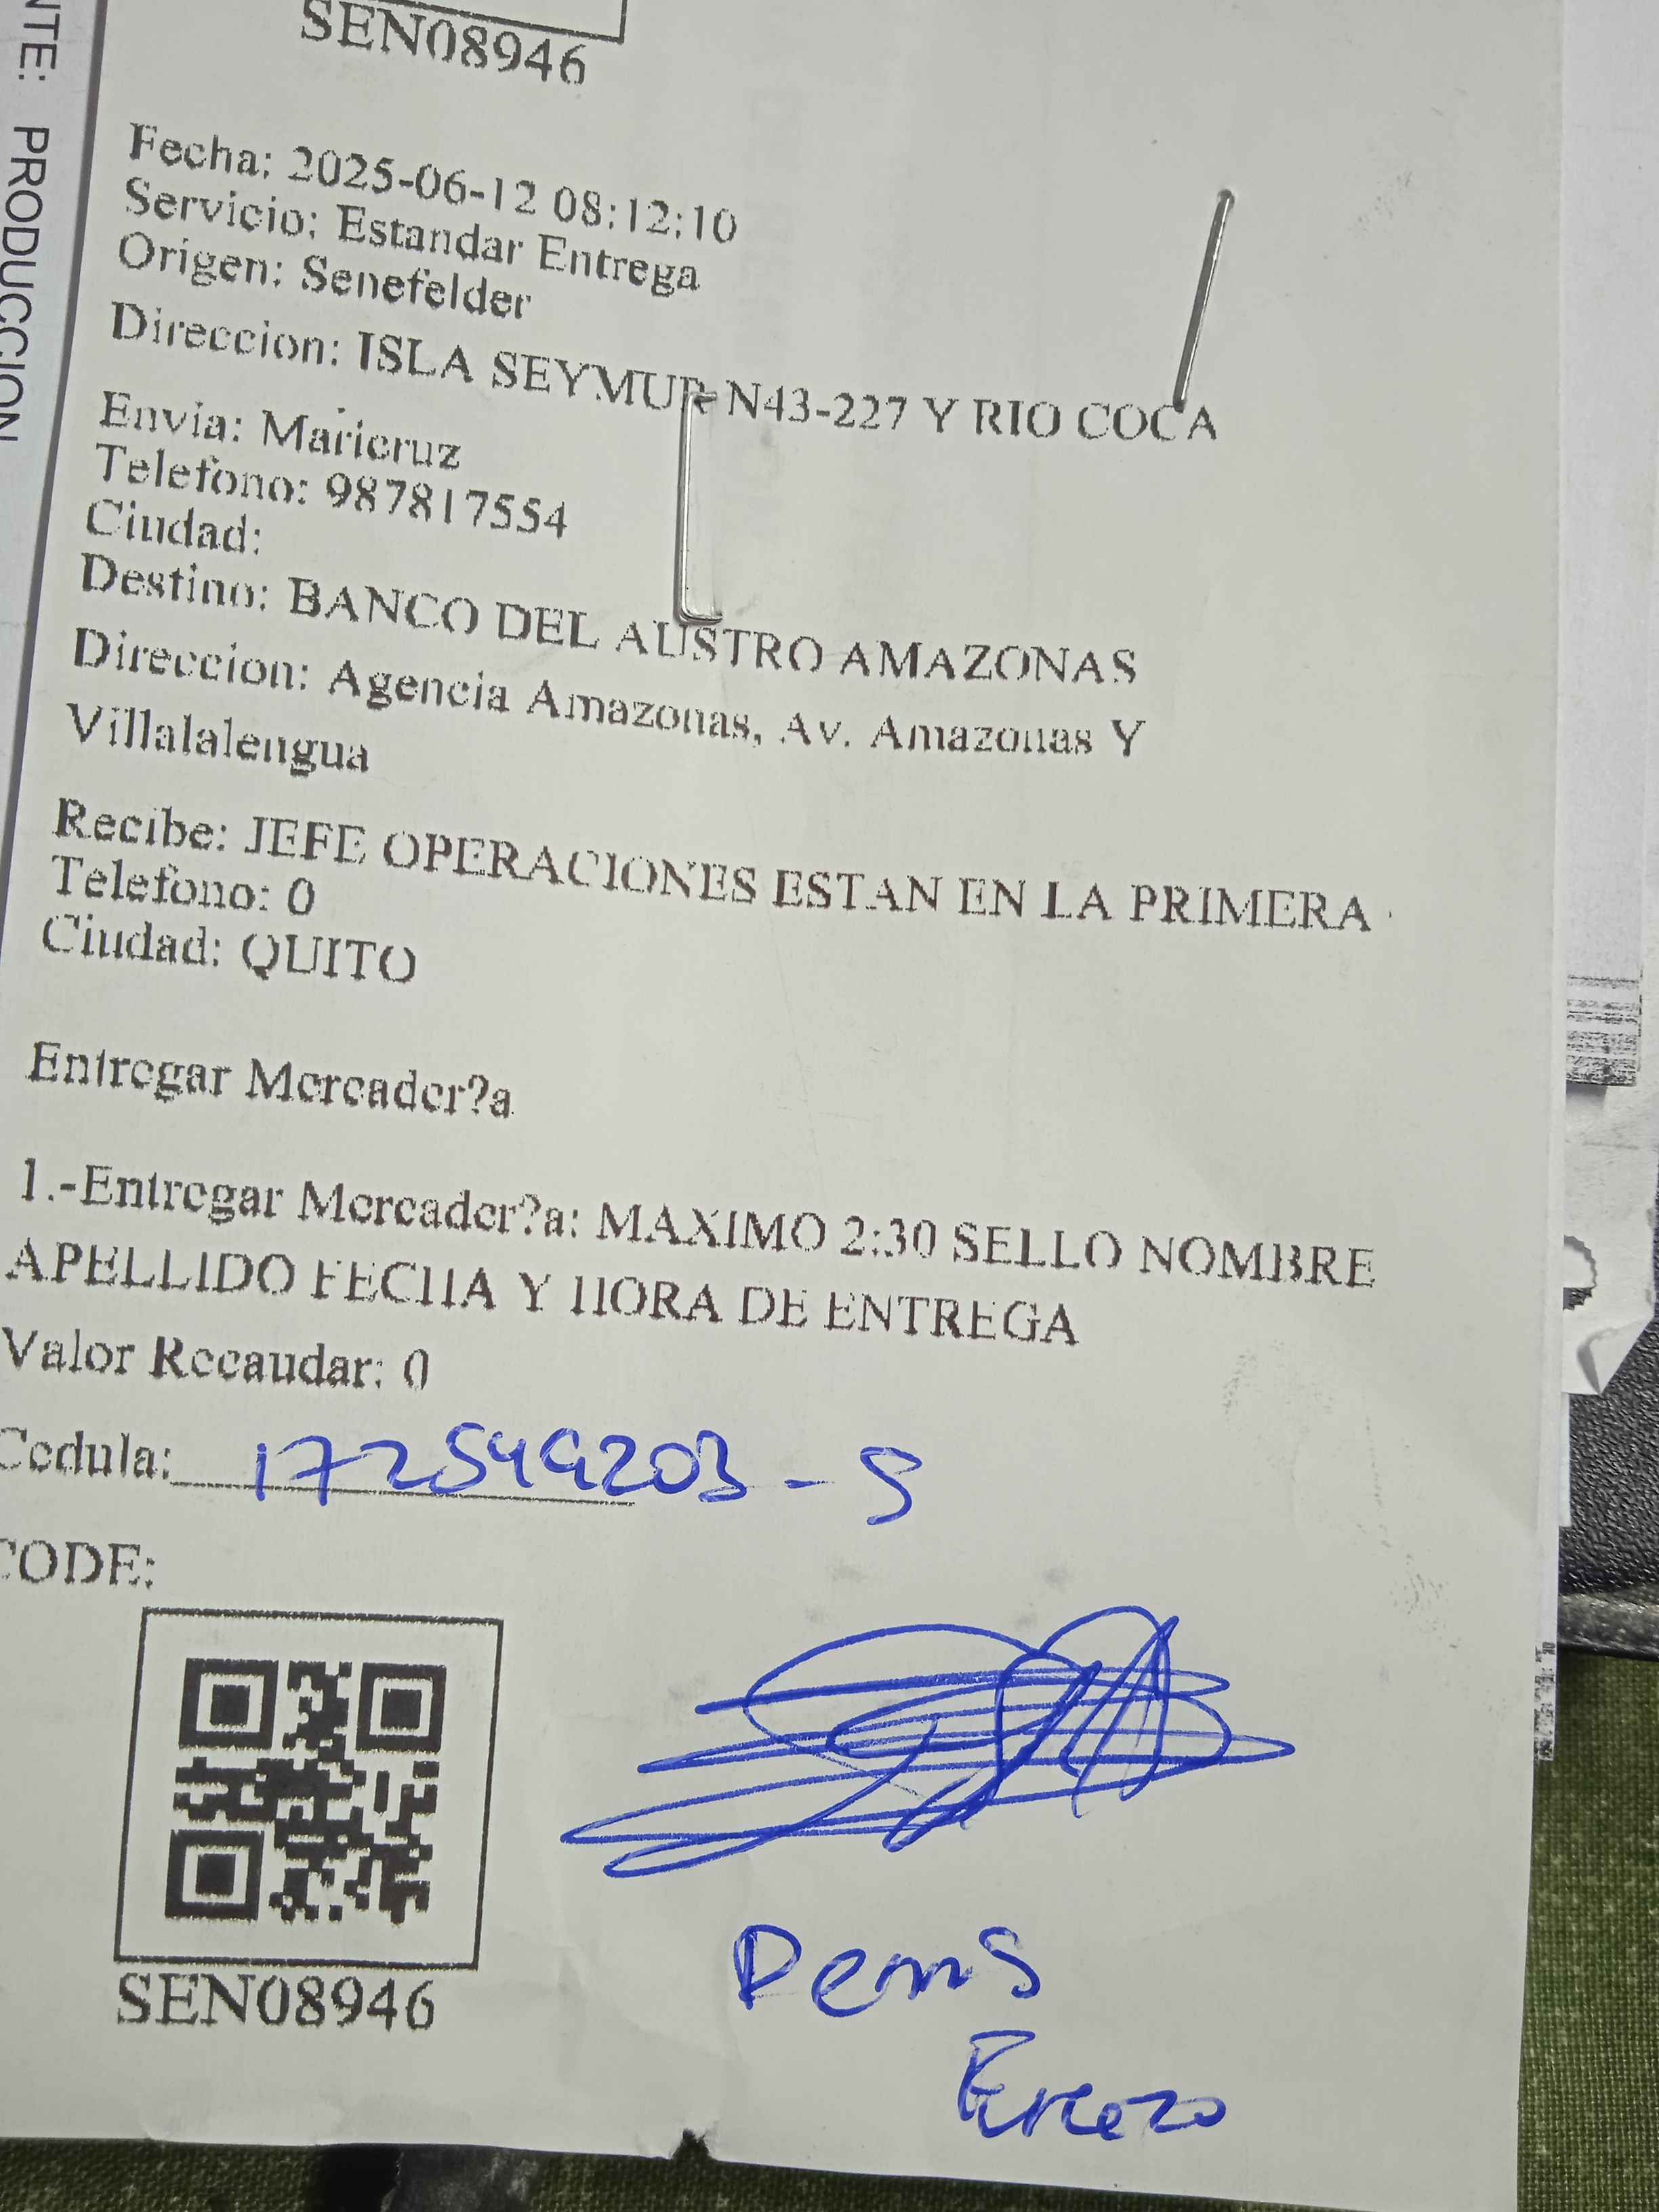 NTE: PRODUCCION
SEN08946
Fecha: 2025-06-12 08:12:10
Servicio: Estandar Entrega
Origen: Senefelder
Direccion: ISLA SEYMUR N43-227 Y RIO COCA
Envia: Maricruz
Telefono: 987817554
Ciudad:
Destino: BANCO DEL AUSTRO AMAZONAS
Direccion: Agencia Amazonas, Av. Amazonas Y
Villalalengua
Recibe: JEFE OPERACIONES ESTAN EN LA PRIMERA
Telefono: 0
Ciudad: QUITO
Entregar Mercader?a
1.-Entregar Mercader?a: MAXIMO 2:30 SELLO NOMBRE
APELLIDO FECHA Y HORA DE ENTREGA
Valor Recaudar: 0
Cedula: 172549203-5
CODE:
SEN08946
Denis